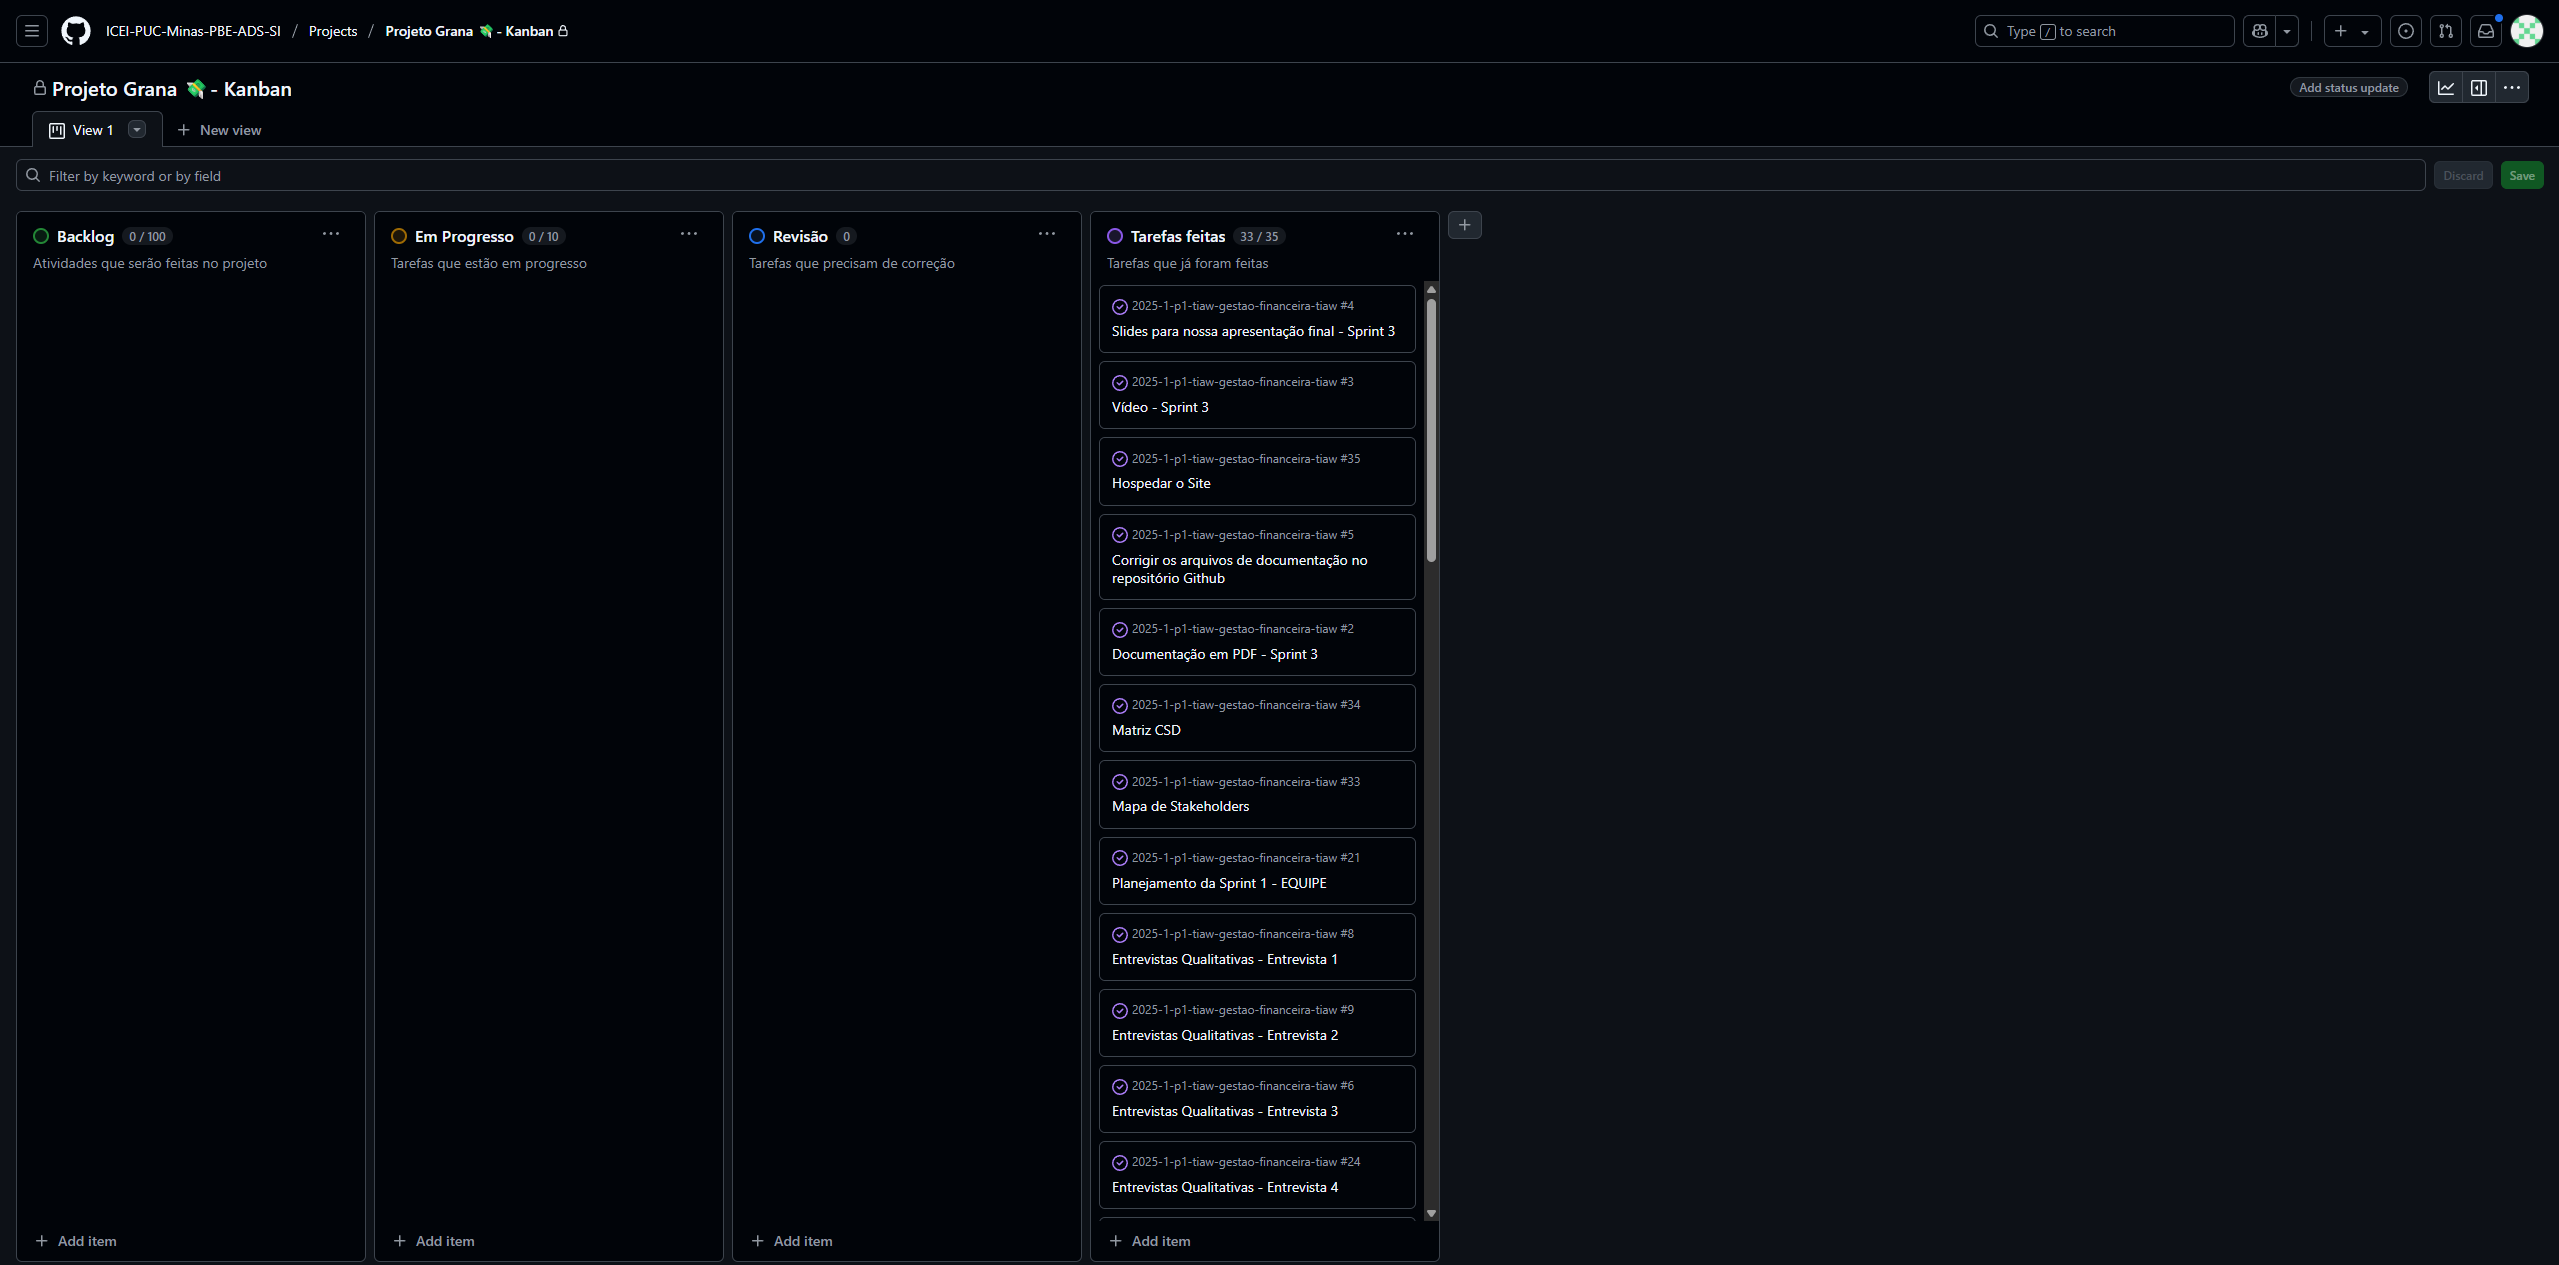 ICEI-PUC-Minas-PBE-ADS-SI / Projects / Projeto Grana 💸 - Kanban
Type / to search
Projeto Grana 💸 - Kanban
Add status update
View 1
New view
Filter by keyword or by field
Discard
Save
Backlog 0 / 100
Atividades que serão feitas no projeto
Add item
Em Progresso 0 / 10
Tarefas que estão em progresso
Add item
Revisão 0
Tarefas que precisam de correção
Add item
Tarefas feitas 33 / 35
Tarefas que já foram feitas
2025-1-p1-tiaw-gestao-financeira-tiaw #4
Slides para nossa apresentação final - Sprint 3
2025-1-p1-tiaw-gestao-financeira-tiaw #3
Vídeo - Sprint 3
2025-1-p1-tiaw-gestao-financeira-tiaw #35
Hospedar o Site
2025-1-p1-tiaw-gestao-financeira-tiaw #5
Corrigir os arquivos de documentação no
repositório Github
2025-1-p1-tiaw-gestao-financeira-tiaw #2
Documentação em PDF - Sprint 3
2025-1-p1-tiaw-gestao-financeira-tiaw #34
Matriz CSD
2025-1-p1-tiaw-gestao-financeira-tiaw #33
Mapa de Stakeholders
2025-1-p1-tiaw-gestao-financeira-tiaw #21
Planejamento da Sprint 1 - EQUIPE
2025-1-p1-tiaw-gestao-financeira-tiaw #8
Entrevistas Qualitativas - Entrevista 1
2025-1-p1-tiaw-gestao-financeira-tiaw #9
Entrevistas Qualitativas - Entrevista 2
2025-1-p1-tiaw-gestao-financeira-tiaw #6
Entrevistas Qualitativas - Entrevista 3
2025-1-p1-tiaw-gestao-financeira-tiaw #24
Entrevistas Qualitativas - Entrevista 4
Add item